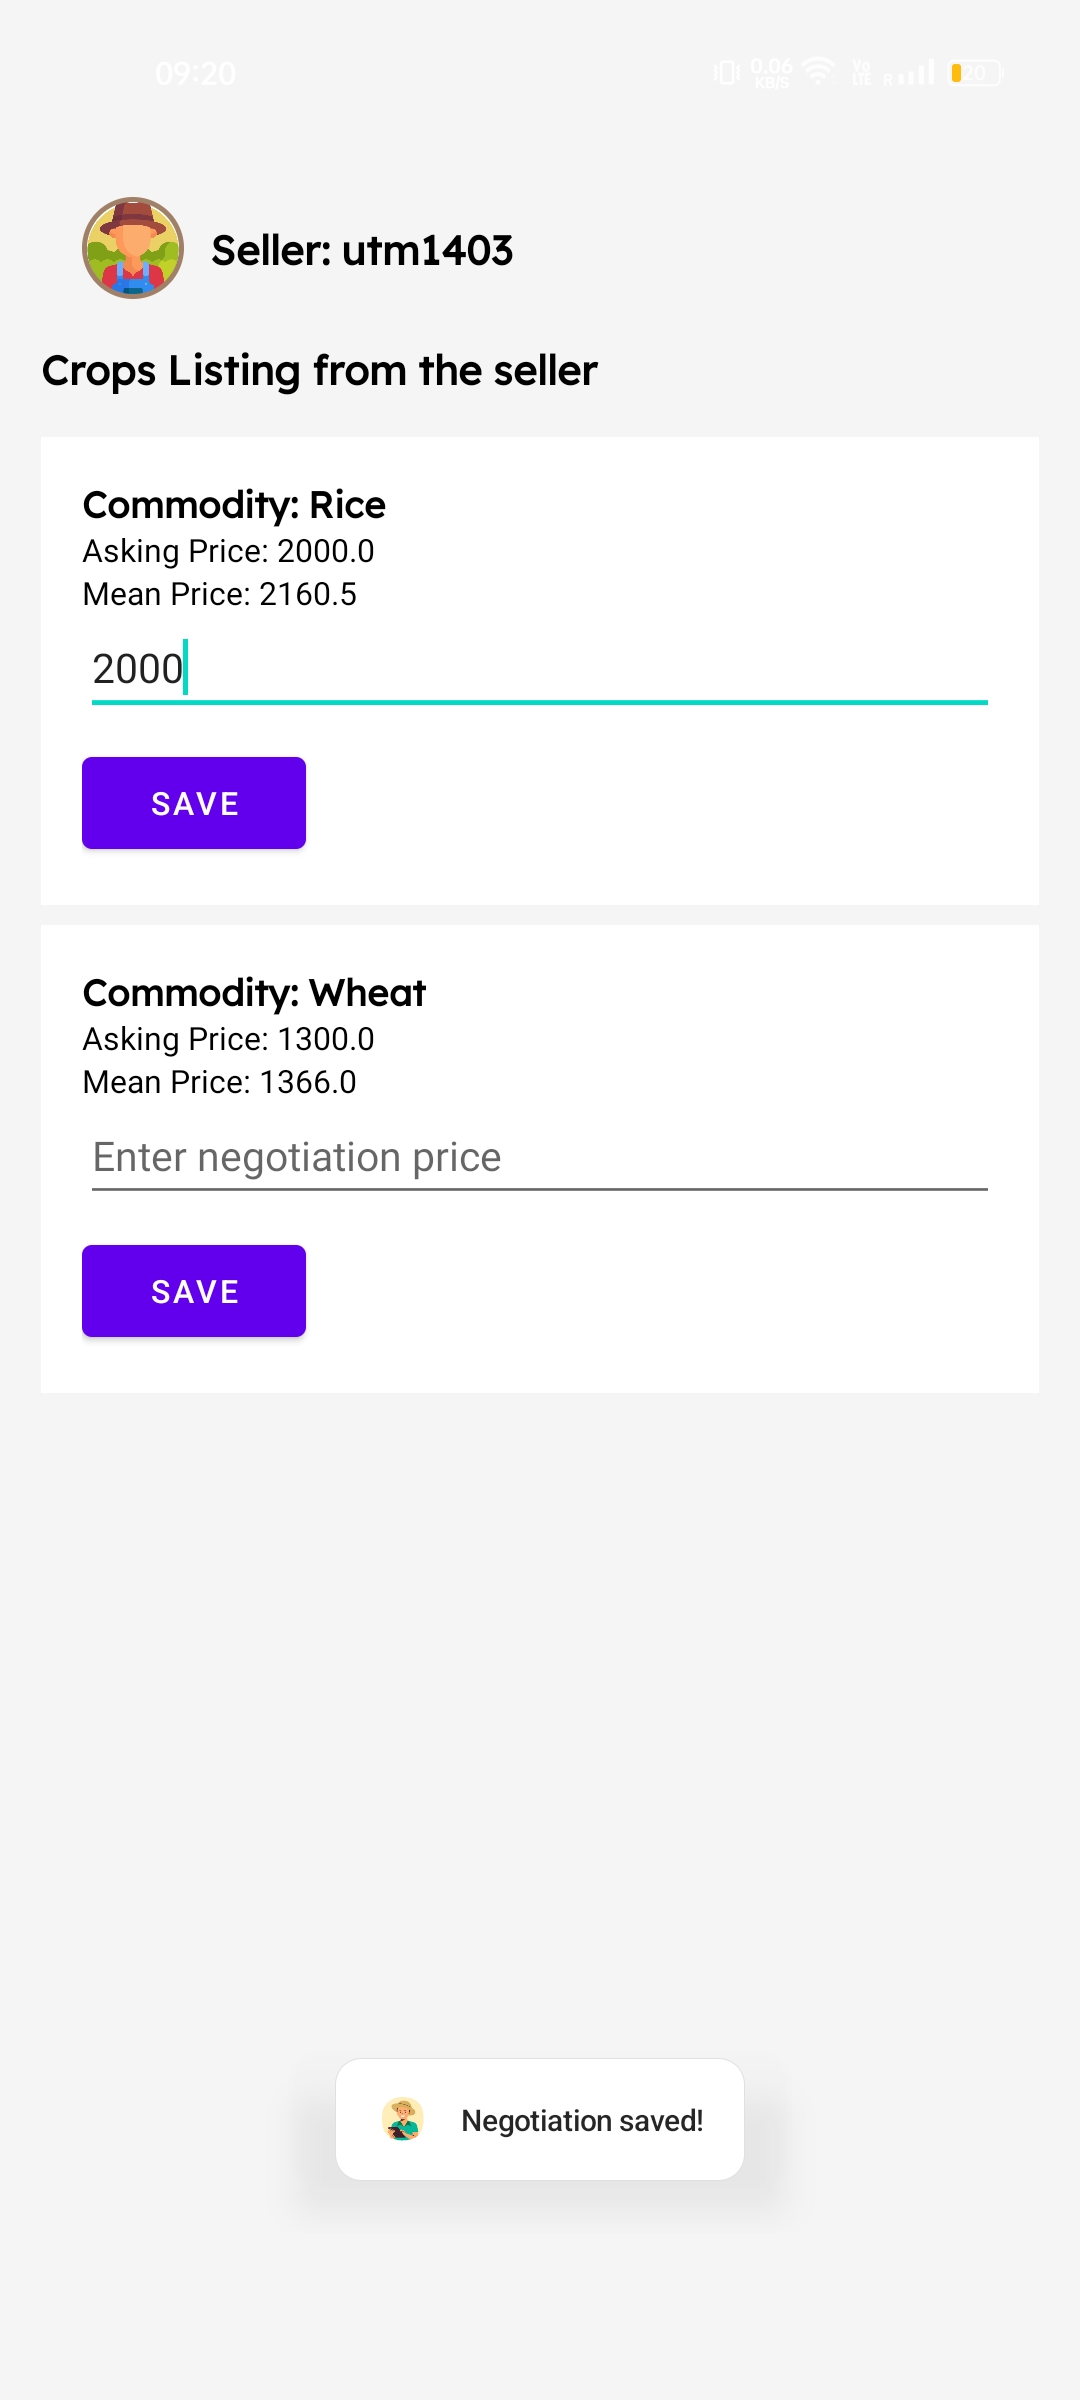 09:20
0.06
KB/S
Vo
LTE
R
20
Seller: utm1403
Crops Listing from the seller
Commodity: Rice
Asking Price: 2000.0
Mean Price: 2160.5
2000
SAVE
Commodity: Wheat
Asking Price: 1300.0
Mean Price: 1366.0
Enter negotiation price
SAVE
Negotiation saved!